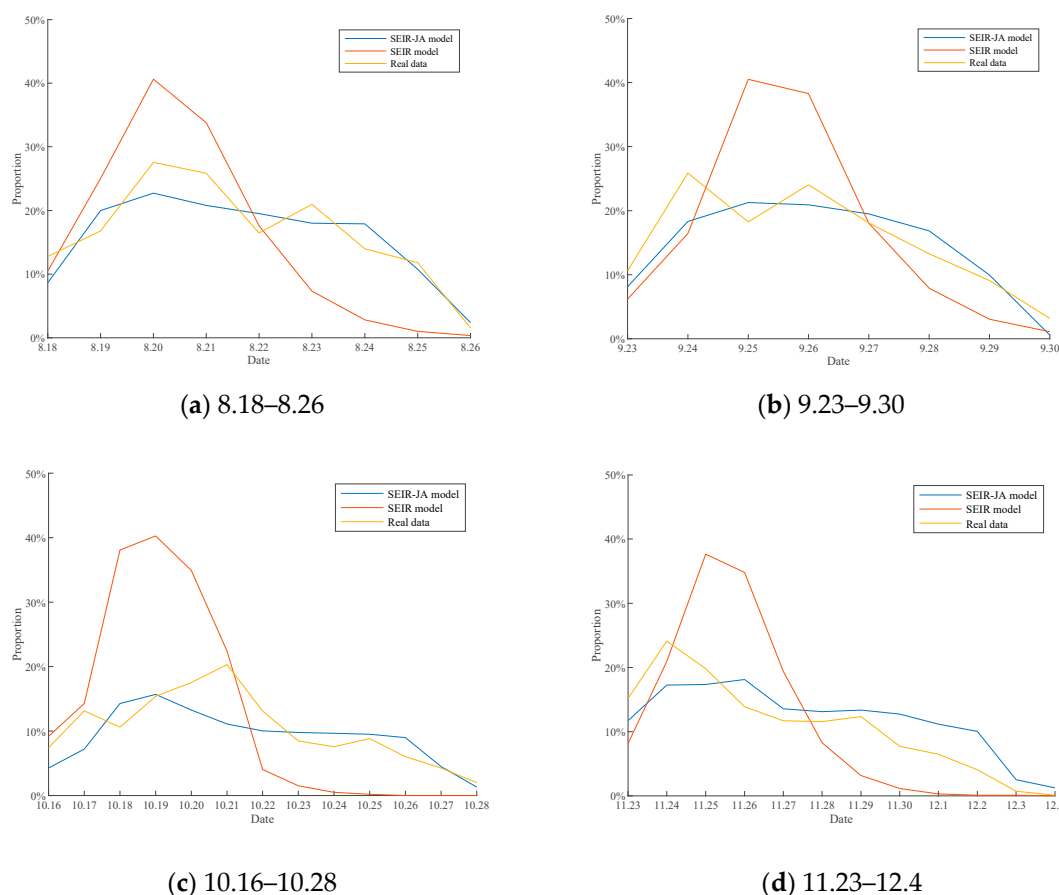 50%
40%
30%
20%
10%
0%
Proportion
SEIR-JA model
SEIR model
Real data
8.18 8.19 8.20 8.21 8.22 8.23 8.24 8.25 8.26
Date
(a) 8.18–8.26
50%
40%
30%
20%
10%
0%
Proportion
SEIR-JA model
SEIR model
Real data
9.23 9.24 9.25 9.26 9.27 9.28 9.29 9.30
Date
(b) 9.23–9.30
50%
40%
30%
20%
10%
0%
Proportion
SEIR-JA model
SEIR model
Real data
10.16 10.17 10.18 10.19 10.20 10.21 10.22 10.23 10.24 10.25 10.26 10.27 10.28
Date
(c) 10.16–10.28
50%
40%
30%
20%
10%
0%
Proportion
SEIR-JA model
SEIR model
Real data
11.23 11.24 11.25 11.26 11.27 11.28 11.29 11.30 12.1 12.2 12.3 12.
Date
(d) 11.23–12.4